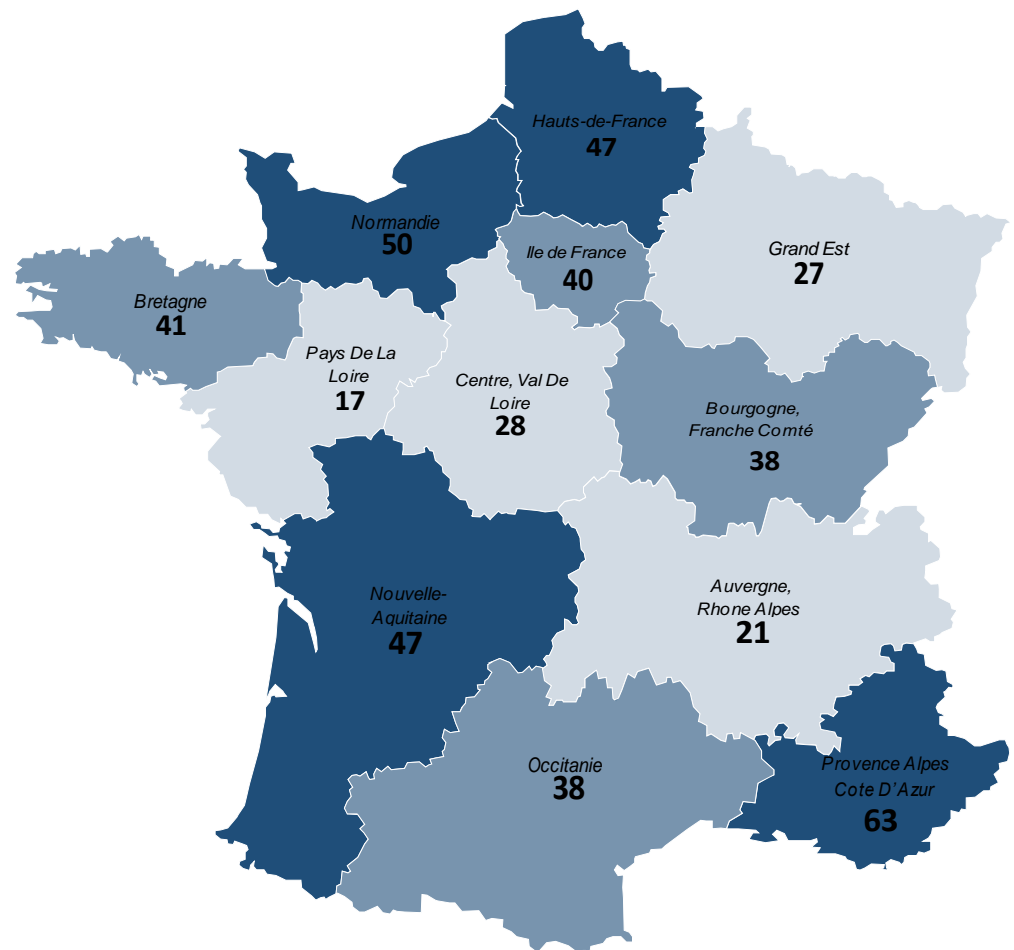 Hauts-de-France
47
Normandie
50
Ile de France
40
Grand Est
27
Bretagne
41
Pays De La
Loire
17
Centre, Val De
Loire
28
Bourgogne,
Franche Comté
38
Nouvelle-
Aquitaine
47
Auvergne,
Rhone Alpes
21
Occitanie
38
Provence Alpes
Cote D'Azur
63